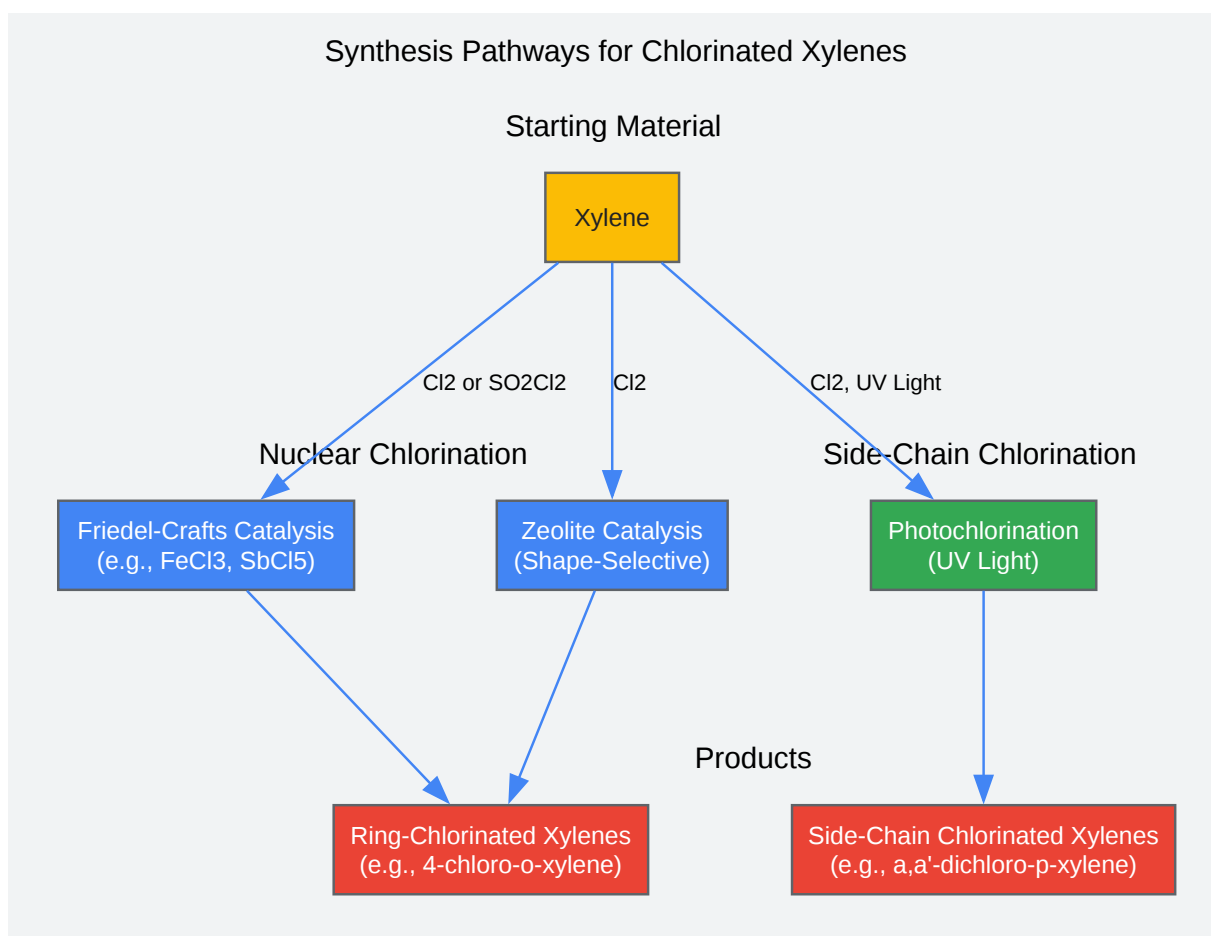 Synthesis Pathways for Chlorinated Xylenes
Starting Material
Xylene
Cl2 or SO2Cl2
Cl2
Cl2, UV Light
Nuclear Chlorination
Side-Chain Chlorination
Friedel-Crafts Catalysis
(e.g., FeCl3, SbCl5)
Zeolite Catalysis
(Shape-Selective)
Photochlorination
(UV Light)
Products
Ring-Chlorinated Xylenes
(e.g., 4-chloro-o-xylene)
Side-Chain Chlorinated Xylenes
(e.g., a,a'-dichloro-p-xylene)